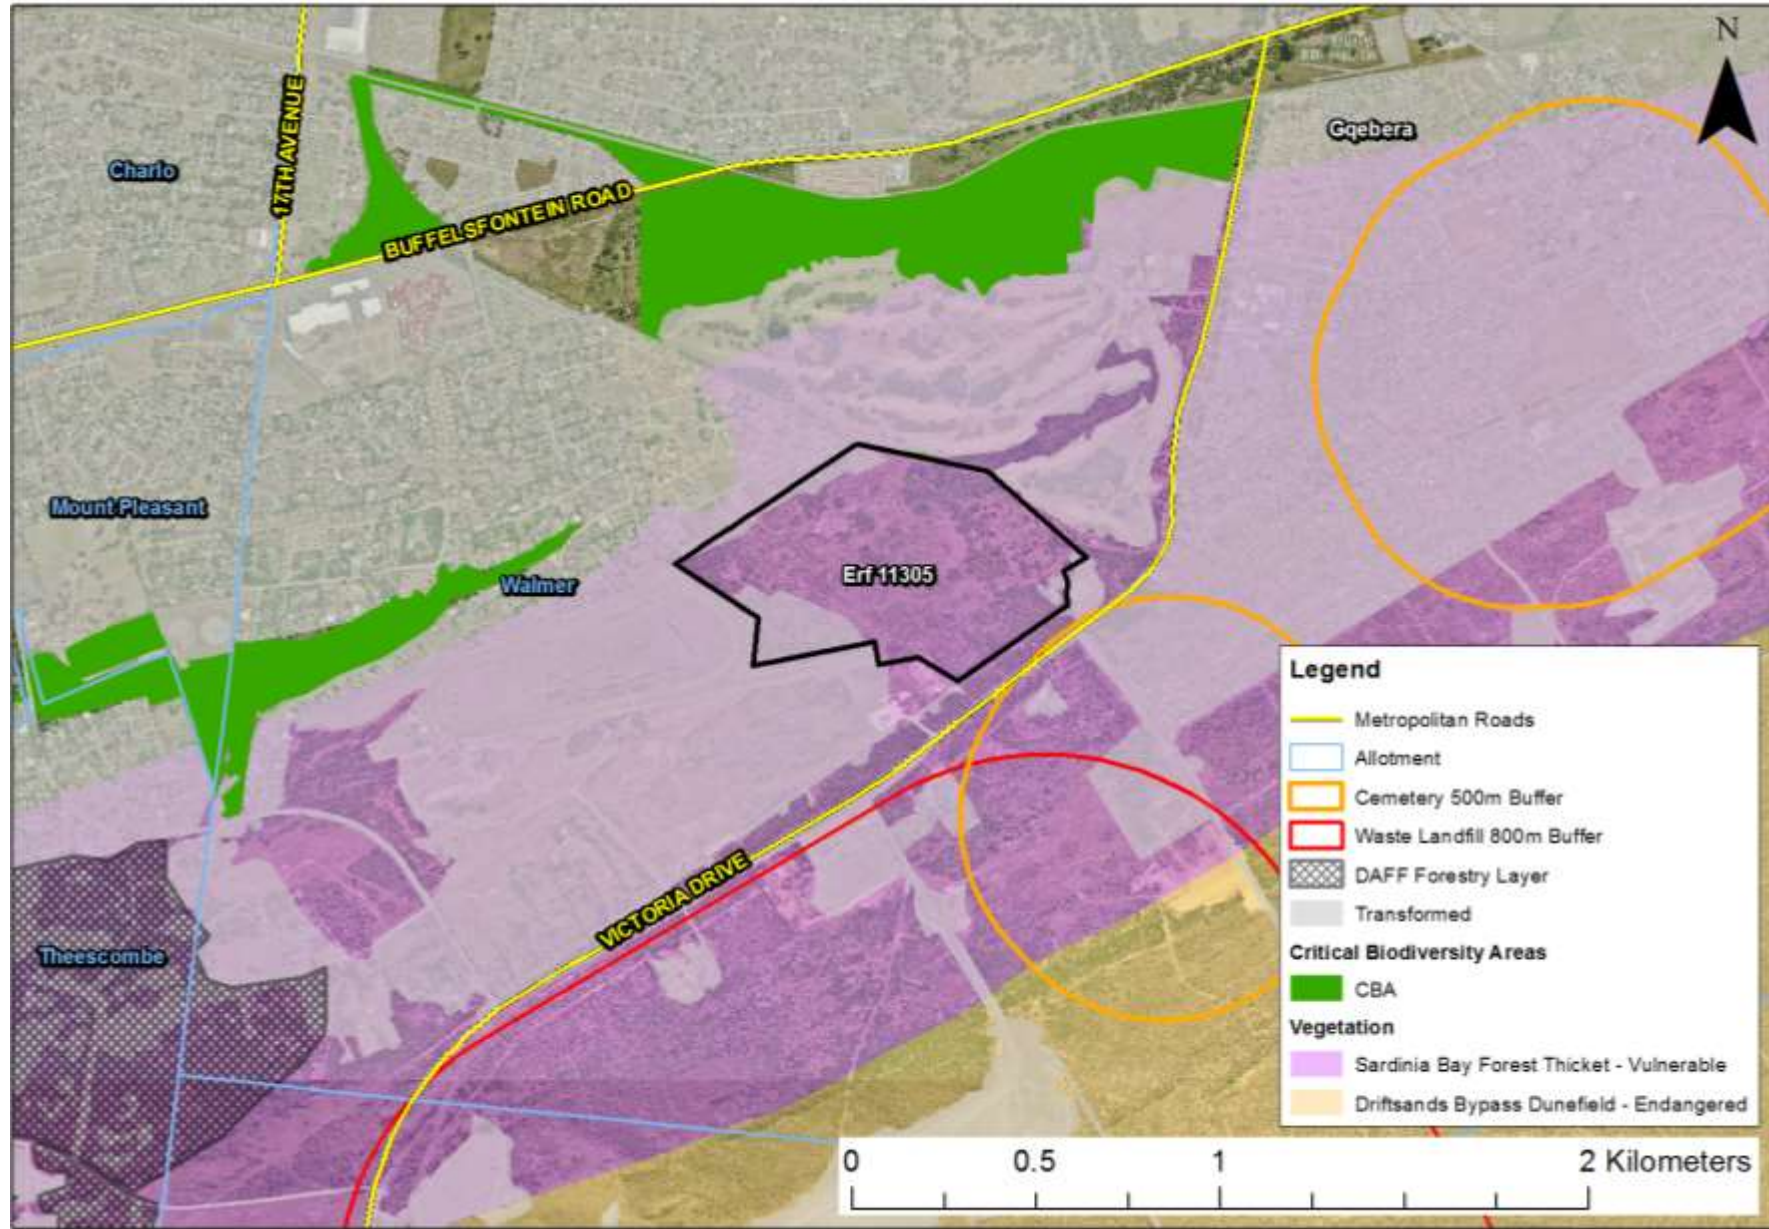 N
Gqebera
Charlo
17TH AVENUE
BUFFELSFONTEIN ROAD
Mount Pleasant
Erf 11305
Walmer
VICTORIA DRIVE
Theescombe
Legend
Metropolitan Roads
Allotment
Cemetery 500m Buffer
Waste Landfill 800m Buffer
DAFF Forestry Layer
Transformed
Critical Biodiversity Areas
CBA
Vegetation
Sardinia Bay Forest Thicket - Vulnerable
Driftsands Bypass Dunefield - Endangered
0 0.5 1 2 Kilometers